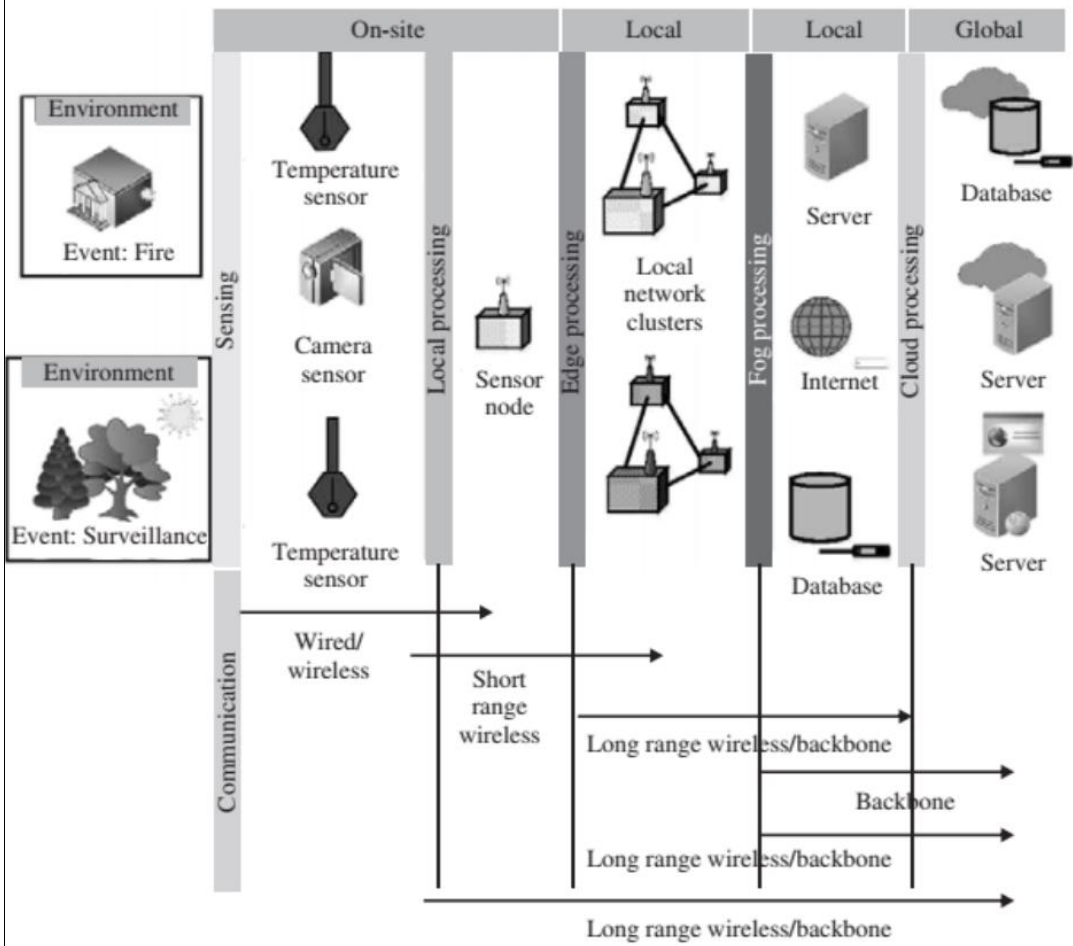 On-site
Local
Local
Global
Environment
Event: Fire
Environment
Event: Surveillance
Sensing
Temperature
sensor
Camera
sensor
Temperature
sensor
Local processing
Sensor
node
Edge processing
Local
network
clusters
Fog processing
Server
Internet
Database
Cloud processing
Database
Server
Server
Communication
Wired/
wireless
Short
range
wireless
Long range wireless/backbone
Backbone
Long range wireless/backbone
Long range wireless/backbone